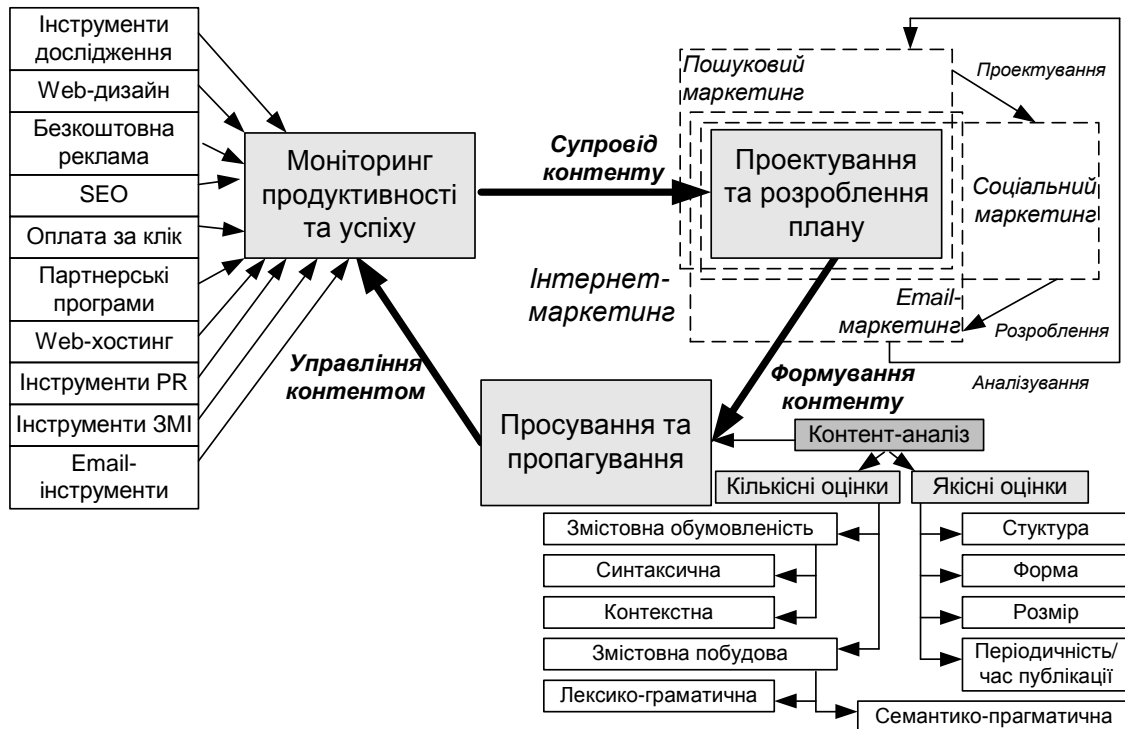 Інструменти
дослідження
Web-дизайн
Безкоштовна
реклама
SEO
Оплата за клік
Партнерські
програми
Web-хостинг
Інструменти PR
Інструменти ЗМІ
Email-
інструменти
Моніторинг
продуктивності
та успіху
Супровід
контенту
Пошуковий
маркетинг
Проектування
Проектування
та розроблення
плану
Соціальний
маркетинг
Інтернет-
маркетинг
Email-
маркетинг
Розроблення
Аналізування
Управління
контентом
Формування
контенту
Просування та
пропагування
Контент-аналіз
Кількісні оцінки
Якісні оцінки
Змістовна обумовленість
Синтаксична
Контекстна
Змістовна побудова
Лексико-граматична
Семантико-прагматична
Стуктура
Форма
Розмір
Періодичність/
час публікації